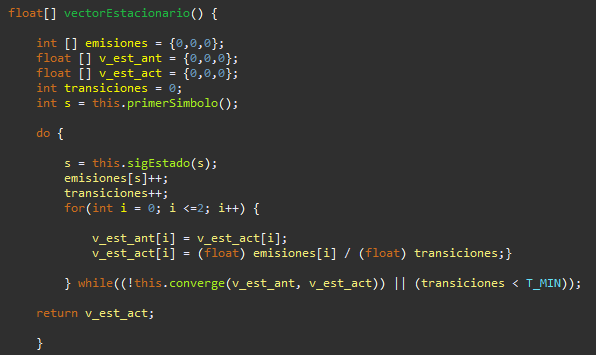 float[] vectorEstacionario() {
int [] emisiones = {0,0,0};
float [] v_est_ant = {0,0,0};
float [] v_est_act = {0,0,0};
int transiciones = 0;
int s = this.primerSimbolo();
do {
s = this.sigEstado(s);
emisiones[s]++;
transiciones++;
for(int i = 0; i <=2; i++) {
v_est_ant[i] = v_est_act[i];
v_est_act[i] = (float) emisiones[i] / (float) transiciones;}
} while((!this.converge(v_est_ant, v_est_act)) || (transiciones < T_MIN));
return v_est_act;
}